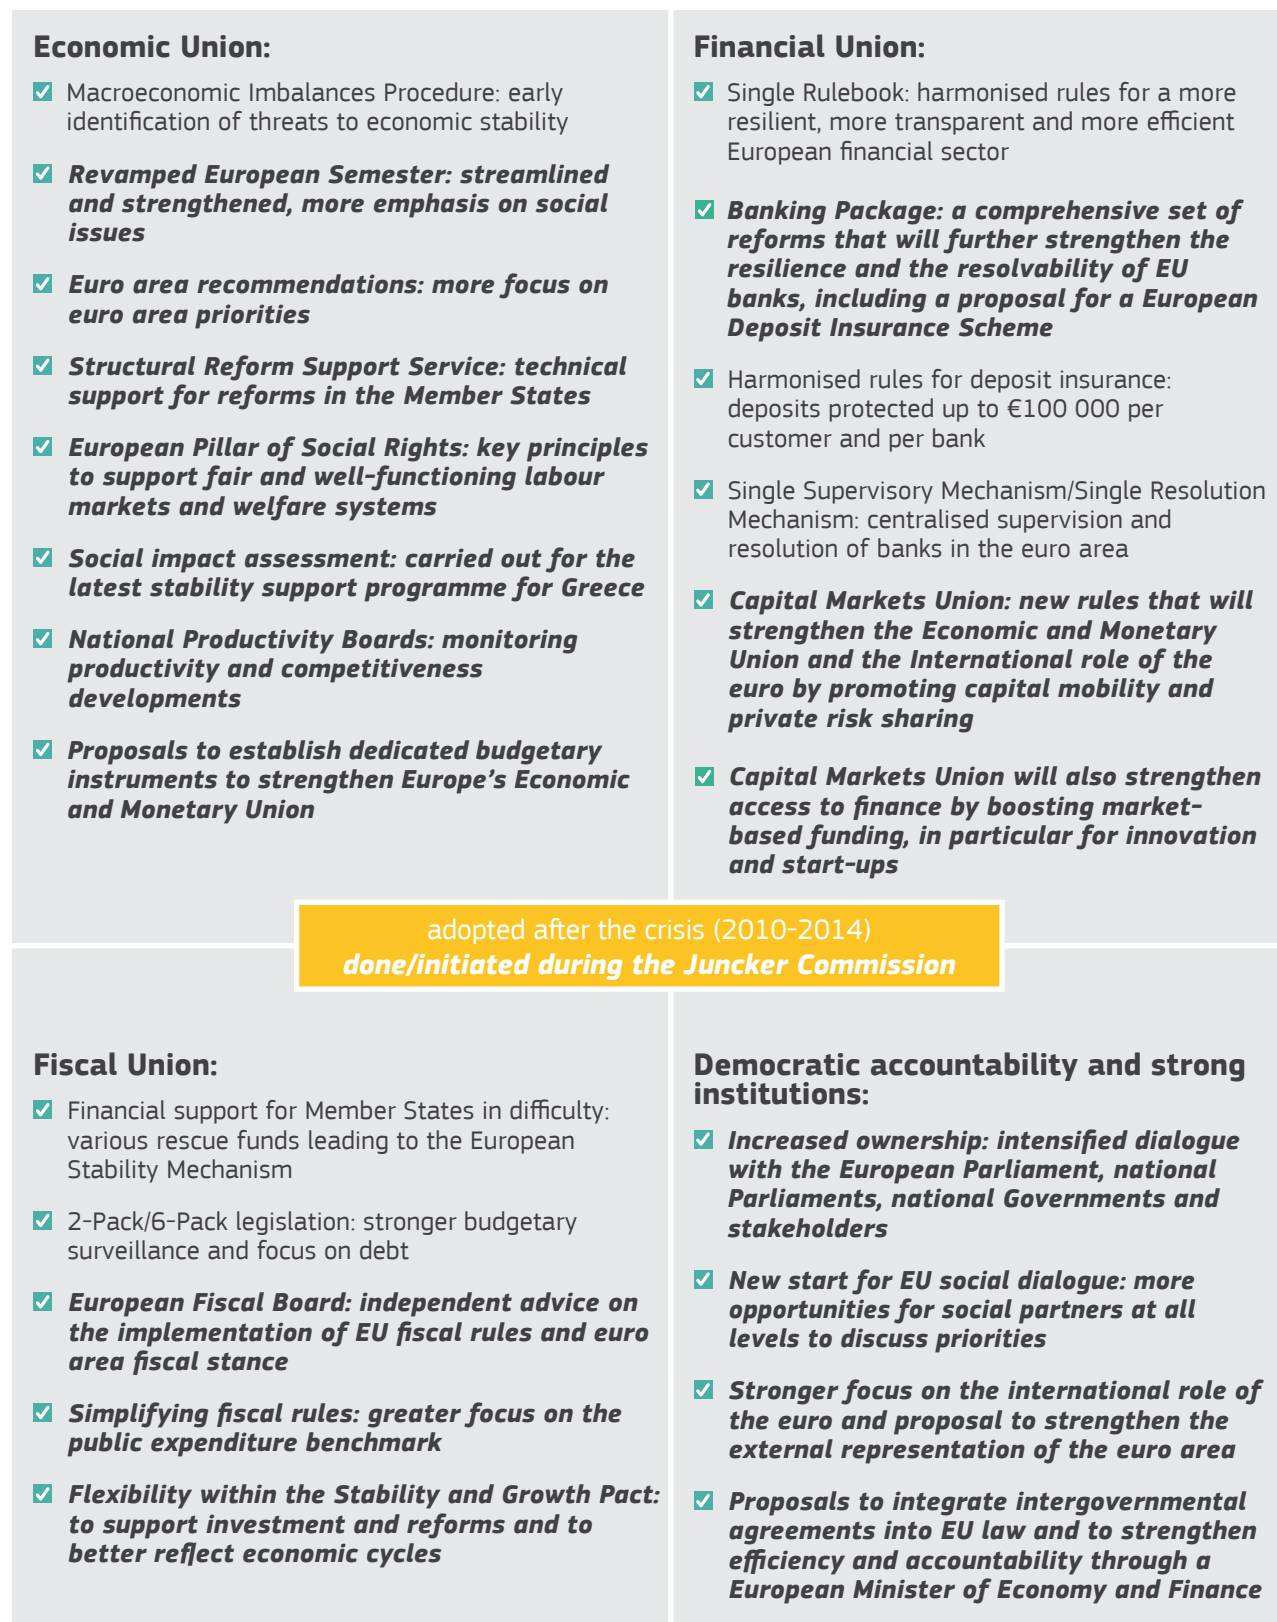 Economic Union:
Macroeconomic Imbalances Procedure: early
identification of threats to economic stability
Revamped European Semester: streamlined
and strengthened, more emphasis on social
issues
Euro area recommendations: more focus on
euro area priorities
Structural Reform Support Service: technical
support for reforms in the Member States
European Pillar of Social Rights: key principles
to support fair and well-functioning labour
markets and welfare systems
Social impact assessment: carried out for the
latest stability support programme for Greece
National Productivity Boards: monitoring
productivity and competitiveness
developments
Proposals to establish dedicated budgetary
instruments to strengthen Europe's Economic
and Monetary Union
Financial Union:
Single Rulebook: harmonised rules for a more
resilient, more transparent and more efficient
European financial sector
Banking Package: a comprehensive set of
reforms that will further strengthen the
resilience and the resolvability of EU
banks, including a proposal for a European
Deposit Insurance Scheme
Harmonised rules for deposit insurance:
deposits protected up to €100 000 per
customer and per bank
Single Supervisory Mechanism/Single Resolution
Mechanism: centralised supervision and
resolution of banks in the euro area
Capital Markets Union: new rules that will
strengthen the Economic and Monetary
Union and the International role of the
euro by promoting capital mobility and
private risk sharing
Capital Markets Union will also strengthen
access to finance by boosting market-
based funding, in particular for innovation
and start-ups
adopted after the crisis (2010-2014)
done/initiated during the Juncker Commission
Fiscal Union:
Financial support for Member States in difficulty:
various rescue funds leading to the European
Stability Mechanism
2-Pack/6-Pack legislation: stronger budgetary
surveillance and focus on debt
European Fiscal Board: independent advice on
the implementation of EU fiscal rules and euro
area fiscal stance
Simplifying fiscal rules: greater focus on the
public expenditure benchmark
Flexibility within the Stability and Growth Pact:
to support investment and reforms and to
better reflect economic cycles
Democratic accountability and strong
institutions:
Increased ownership: intensified dialogue
with the European Parliament, national
Parliaments, national Governments and
stakeholders
New start for EU social dialogue: more
opportunities for social partners at all
levels to discuss priorities
Stronger focus on the international role of
the euro and proposal to strengthen the
external representation of the euro area
Proposals to integrate intergovernmental
agreements into EU law and to strengthen
efficiency and accountability through a
European Minister of Economy and Finance